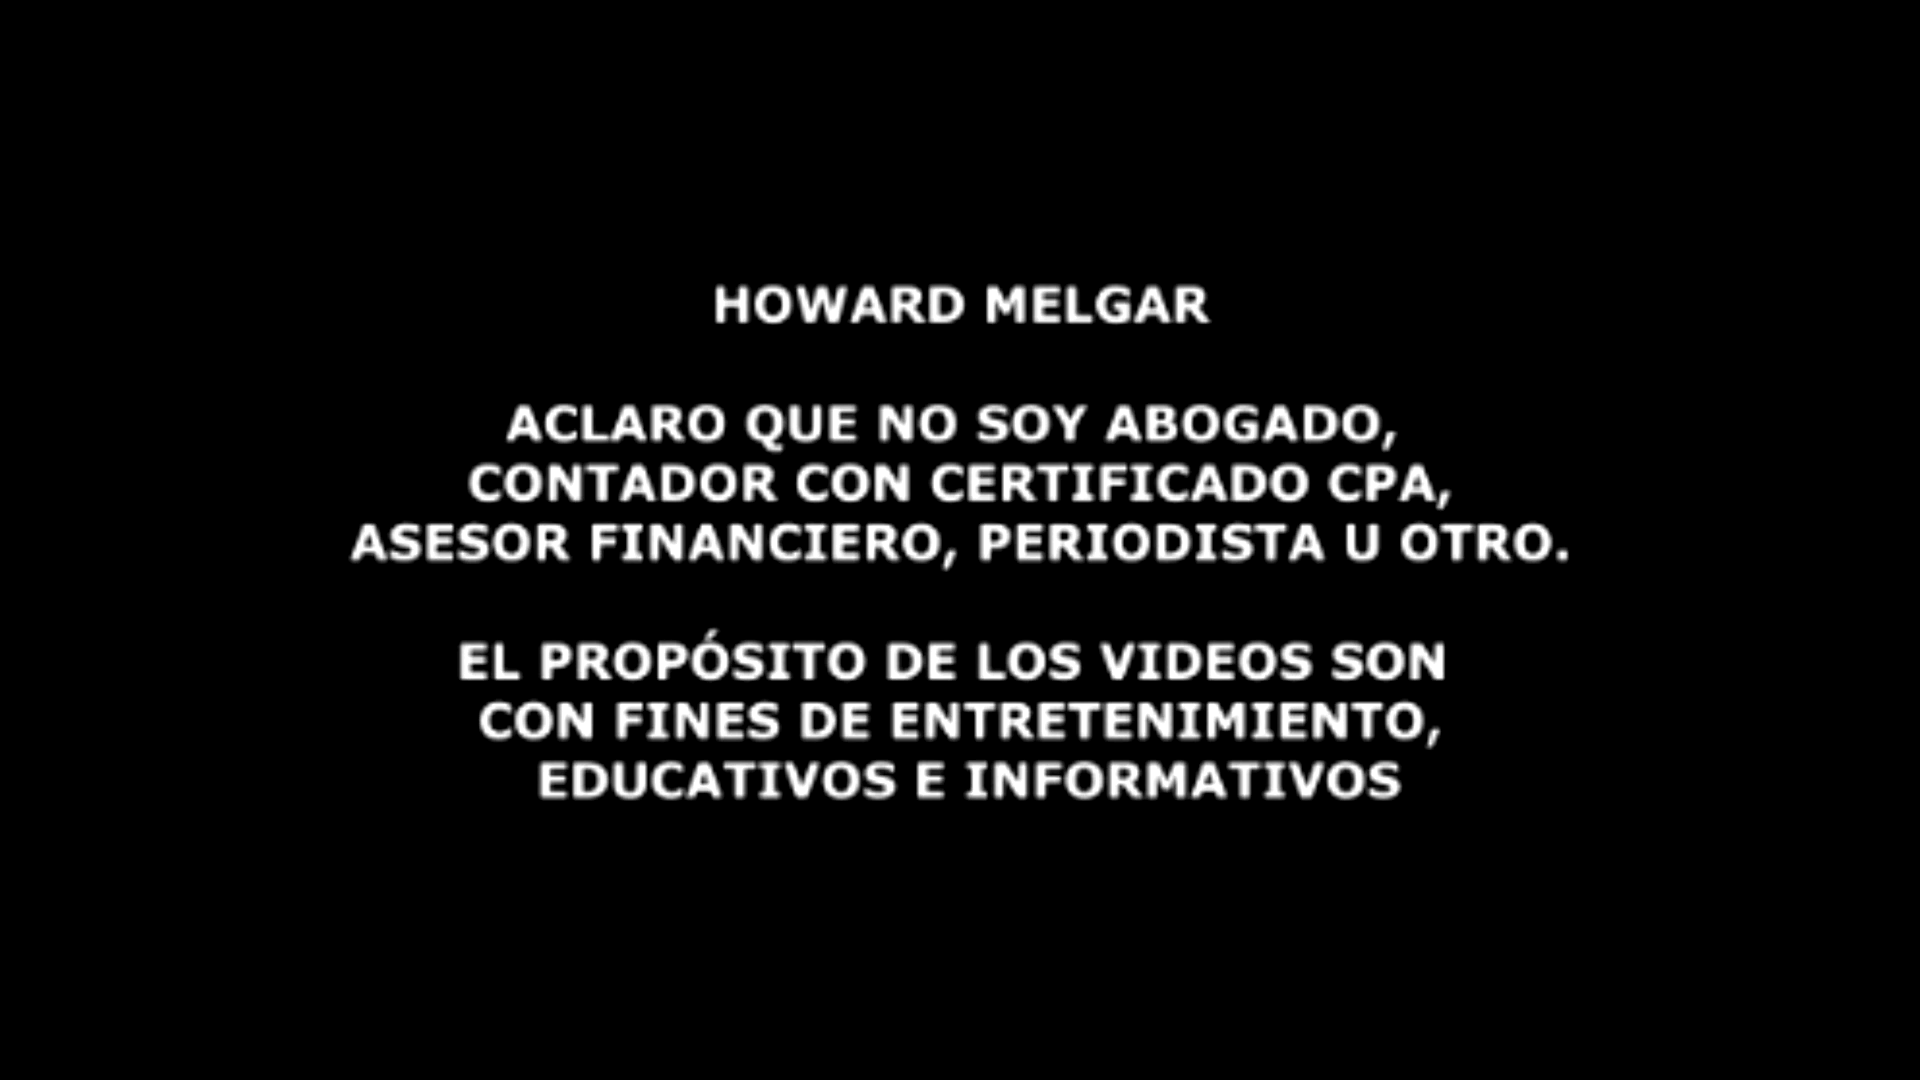 HOWARD MELGAR
ACLARO QUE NO SOY ABOGADO,
CONTADOR CON CERTIFICADO CPA,
ASESOR FINANCIERO, PERIODISTA U OTRO.
EL PROPÓSITO DE LOS VIDEOS SON
CON FINES DE ENTRETENIMIENTO,
EDUCATIVOS E INFORMATIVOS